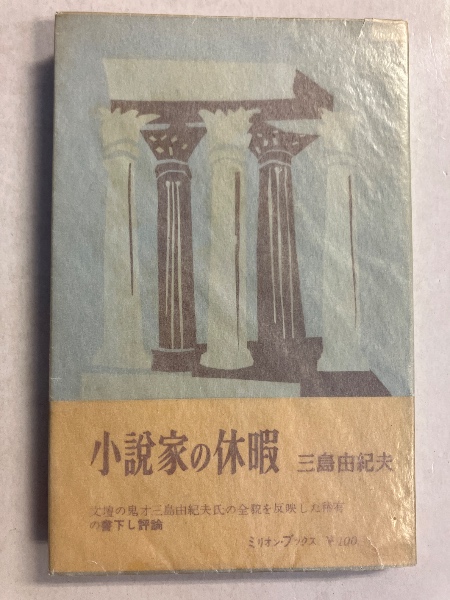 小説家の休暇 三島由紀夫
文壇の鬼才三島由紀夫氏の全貌を反映した稀有
の書下し評論
ミリオン・ブックス ¥100